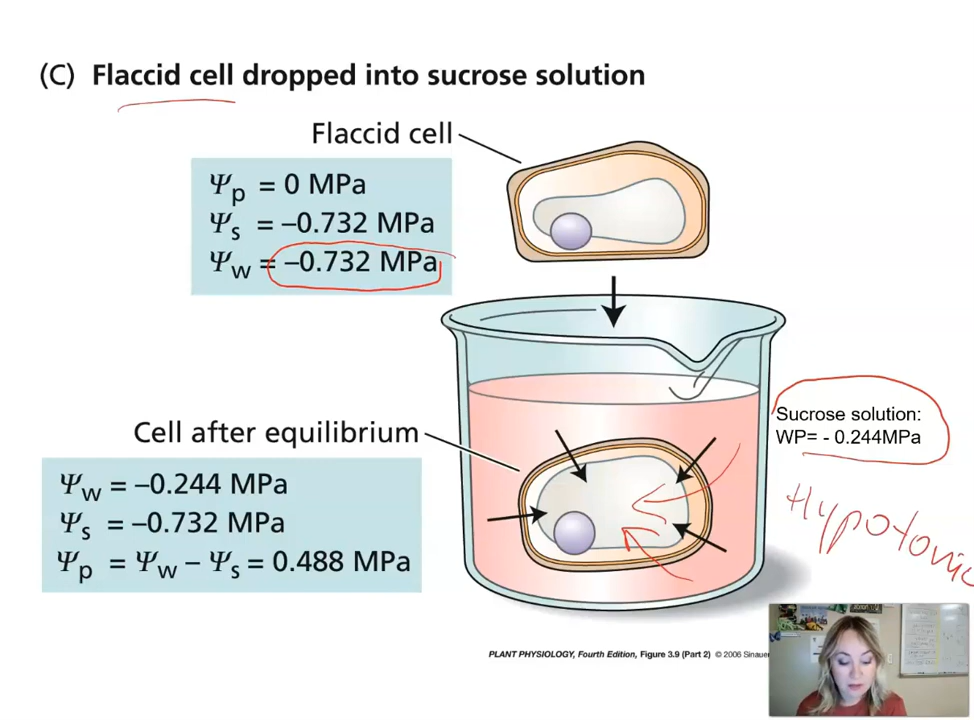 (C) Flaccid cell dropped into sucrose solution
Flaccid cell
Ψp = 0 MPa
Ψs = –0.732 MPa
Ψw = –0.732 MPa
Sucrose solution:
WP= - 0.244MPa
Hypotonic
Cell after equilibrium
Ψw = –0.244 MPa
Ψs = –0.732 MPa
Ψp = Ψw – Ψs = 0.488 MPa
PLANT PHYSIOLOGY, Fourth Edition, Figure 3.9 (Part 2) © 2006 Sinauer